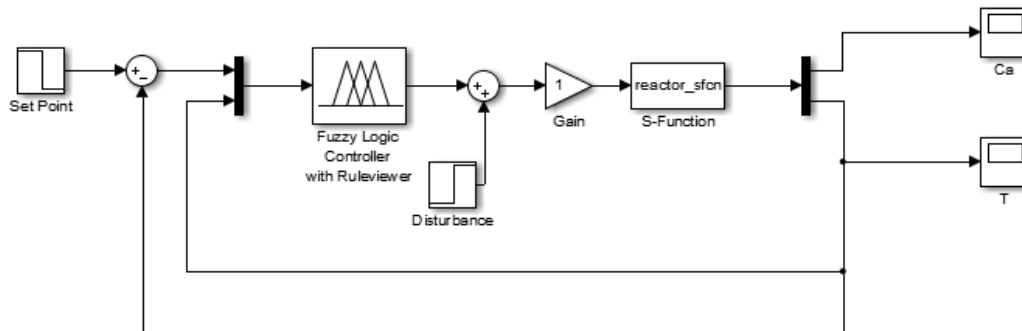 Set Point
Fuzzy Logic
Controller
with Ruleviewer
Disturbance
1
Gain
reactor_sfcn
S-Function
Ca
T